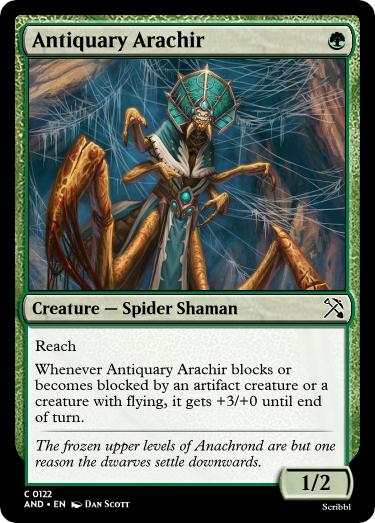 Antiquary Arachir
Creature — Spider Shaman
Reach
Whenever Antiquary Arachir blocks or
becomes blocked by an artifact creature or a
creature with flying, it gets +3/+0 until end
of turn.
The frozen upper levels of Anachrond are but one
reason the dwarves settle downwards.
1/2
C 0122
AND • EN Dan Scott
Scribbl